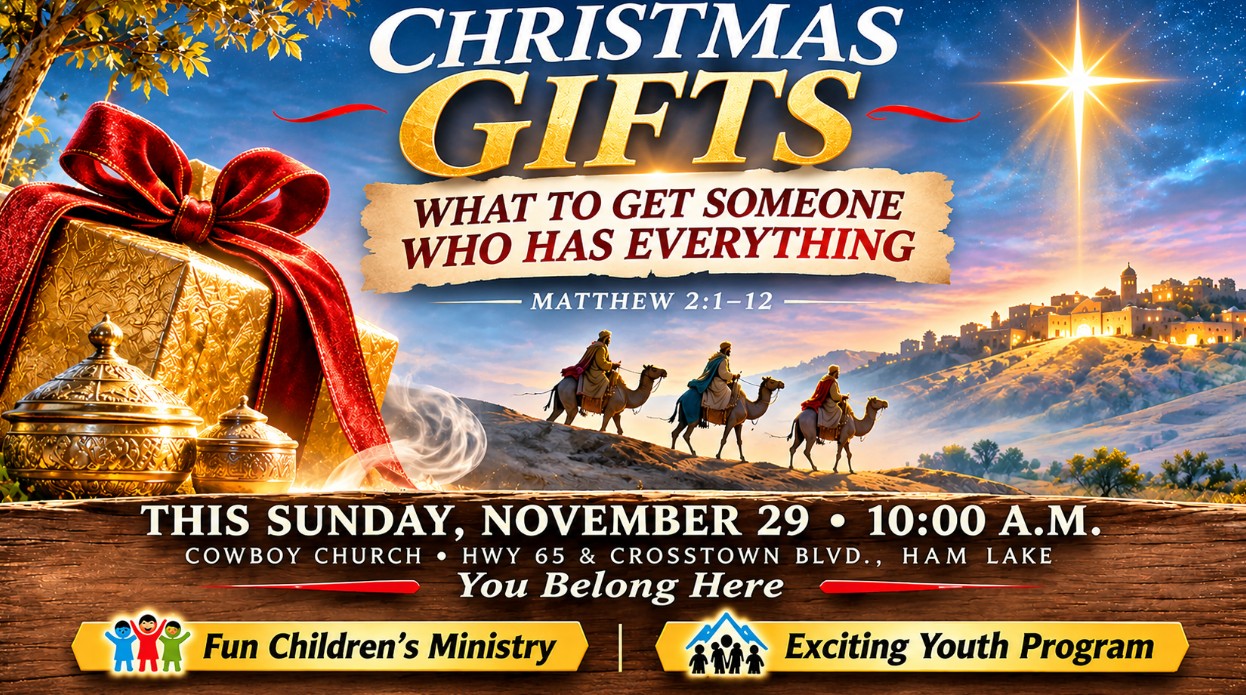 CHRISTMAS
GIFTS
WHAT TO GET SOMEONE
WHO HAS EVERYTHING
MATTHEW 2:1–12
THIS SUNDAY, NOVEMBER 29 • 10:00 A.M.
COWBOY CHURCH • HWY 65 & CROSSTOWN BLVD., HAM LAKE
You Belong Here
Fun Children's Ministry
Exciting Youth Program